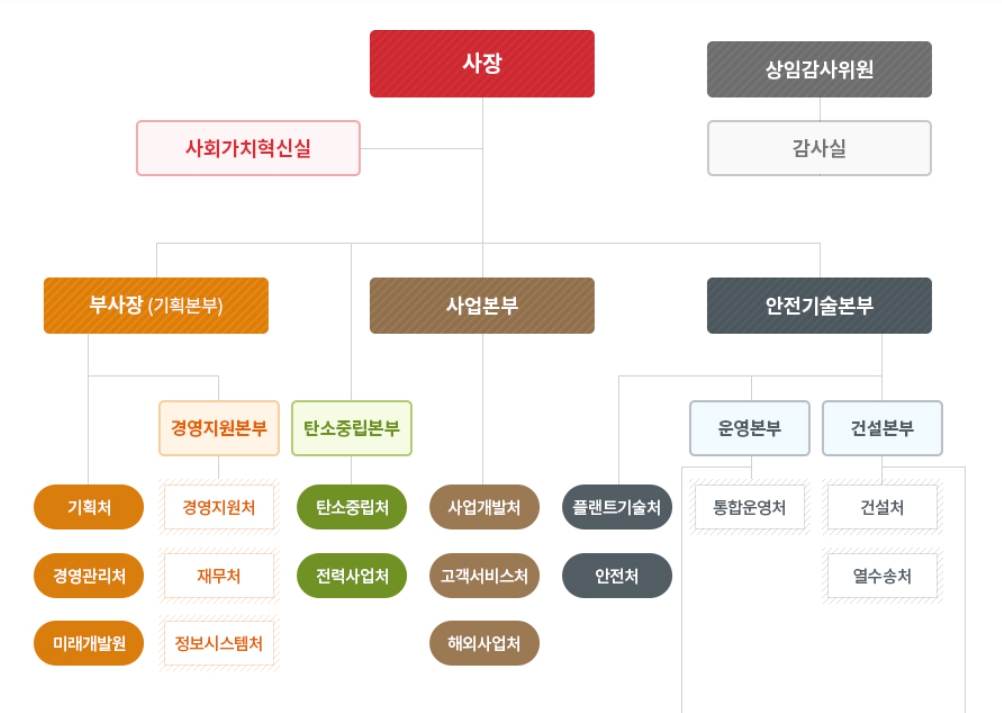 사장
상임감사위원
사회가치혁신실
감사실
부사장 (기획본부)
사업본부
안전기술본부
경영지원본부
탄소중립본부
운영본부
건설본부
기획처
경영지원처
탄소중립처
사업개발처
플랜트기술처
통합운영처
건설처
경영관리처
재무처
전력사업처
고객서비스처
안전처
열수송처
미래개발원
정보시스템처
해외사업처